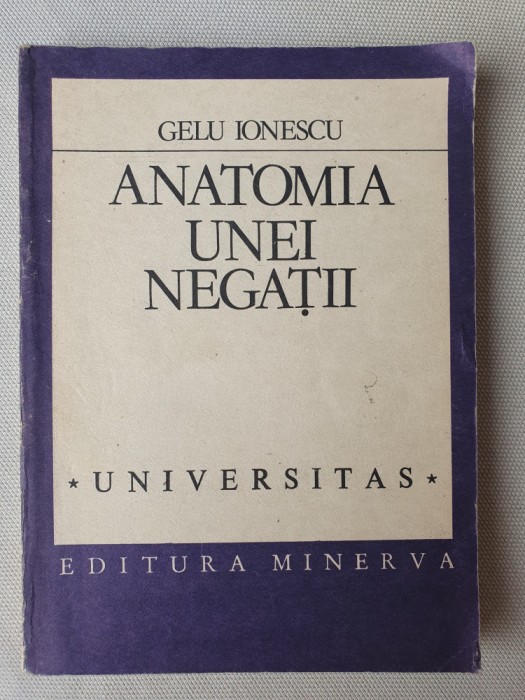 GELU IONESCU
ANATOMIA
UNEI
NEGAȚII
* UNIVERSITAS *
EDITURA MINERVA